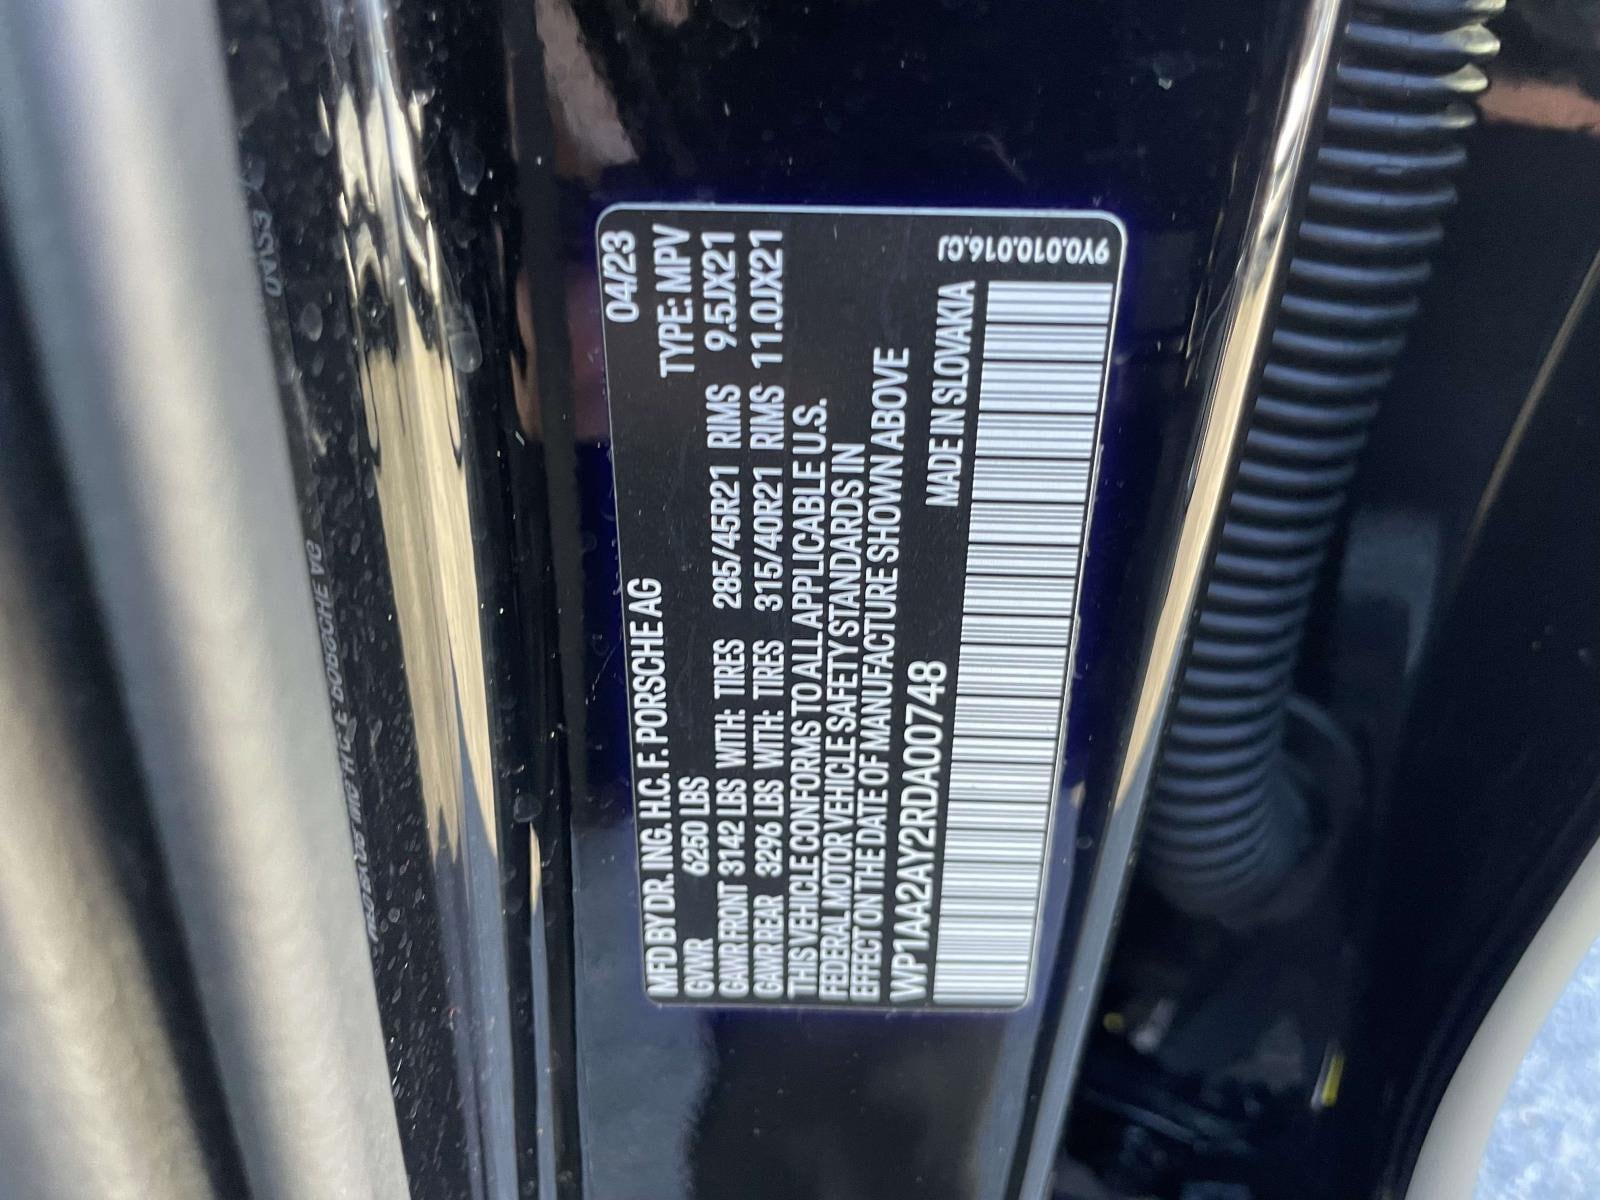 MFD BY DR. ING. H.C. F. PORSCHE AG 04/23
GVWR 6250 LBS TYPE: MPV
GAWR FRONT 3142 LBS WITH: TIRES 285/45R21 RIMS 9.5JX21
GAWR REAR 3296 LBS WITH: TIRES 315/40R21 RIMS 11.0JX21
THIS VEHICLE CONFORMS TO ALL APPLICABLE U.S.
FEDERAL MOTOR VEHICLE SAFETY STANDARDS IN
EFFECT ON THE DATE OF MANUFACTURE SHOWN ABOVE
WP1AA2AY2RDA00748 MADE IN SLOVAKIA
9Y0.010.016.CJ